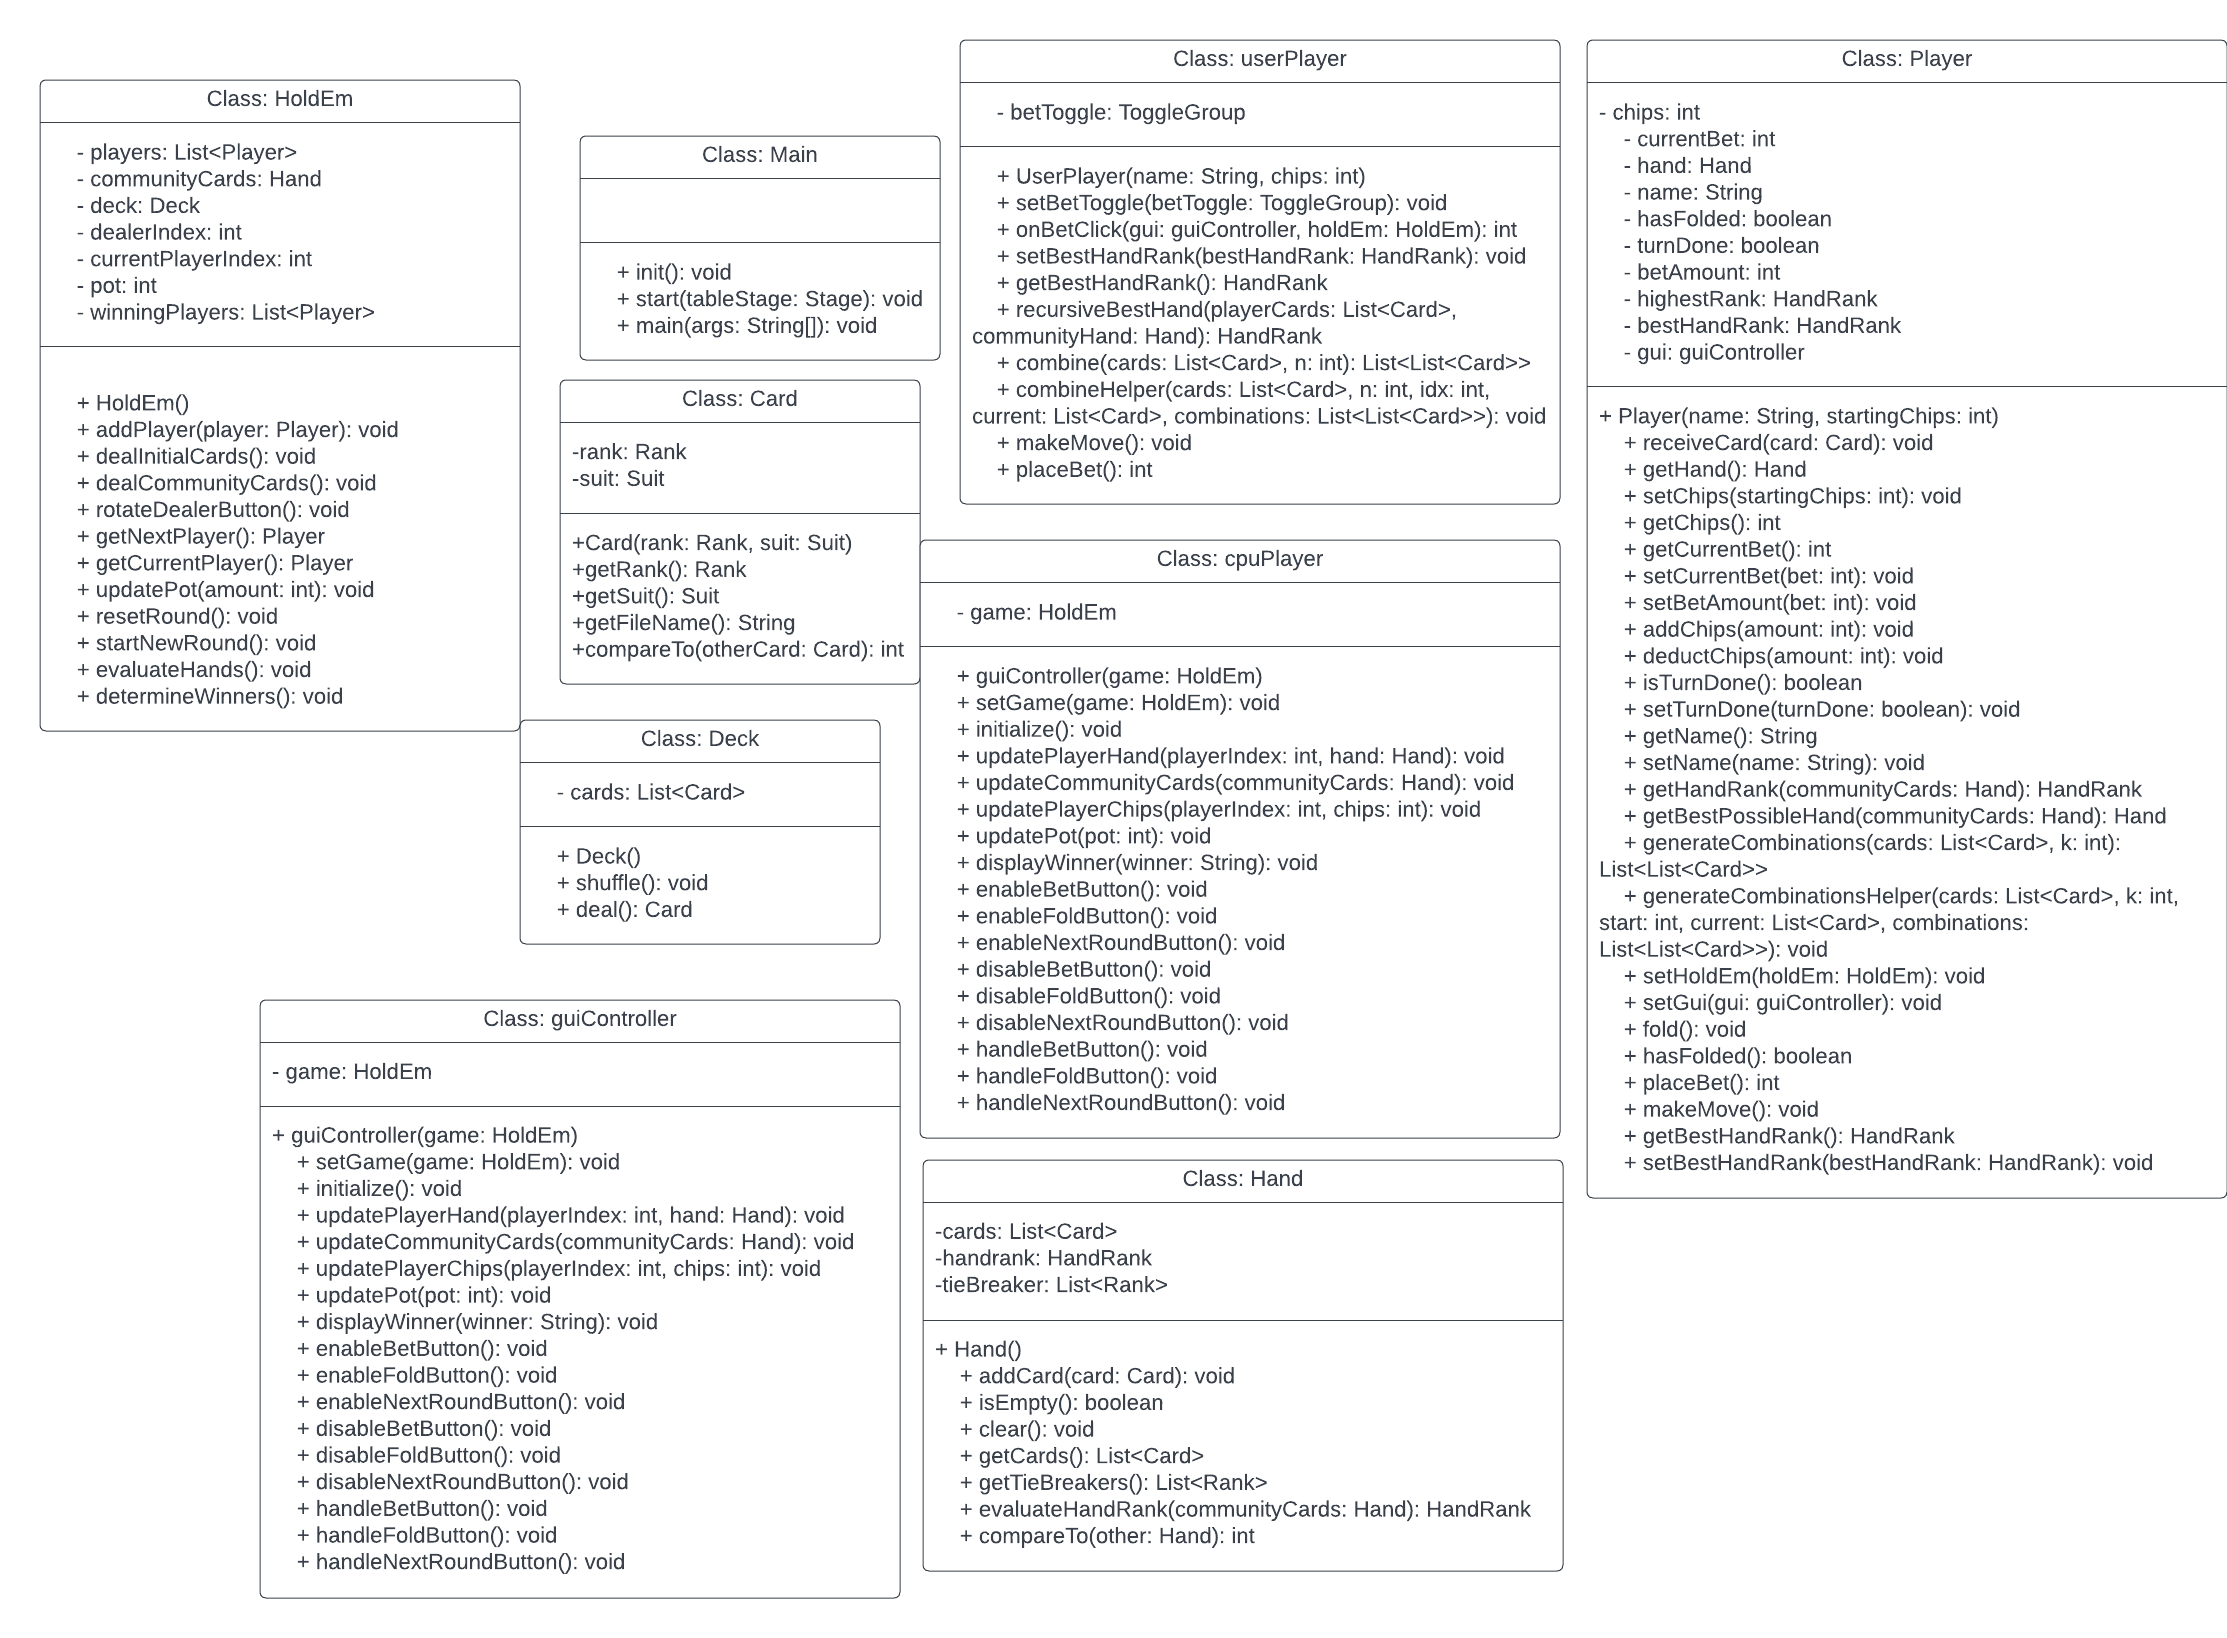 Class: HoldEm
- players: List<Player>
- communityCards: Hand
- deck: Deck
- dealerIndex: int
- currentPlayerIndex: int
- pot: int
- winningPlayers: List<Player>
+ HoldEm()
+ addPlayer(player: Player): void
+ dealInitialCards(): void
+ dealCommunityCards(): void
+ rotateDealerButton(): void
+ getNextPlayer(): Player
+ getCurrentPlayer(): Player
+ updatePot(amount: int): void
+ resetRound(): void
+ startNewRound(): void
+ evaluateHands(): void
+ determineWinners(): void
Class: Main
+ init(): void
+ start(tableStage: Stage): void
+ main(args: String[]): void
Class: Card
-rank: Rank
-suit: Suit
+Card(rank: Rank, suit: Suit)
+getRank(): Rank
+getSuit(): Suit
+getFileName(): String
+compareTo(otherCard: Card): int
Class: Deck
- cards: List<Card>
+ Deck()
+ shuffle(): void
+ deal(): Card
Class: guiController
- game: HoldEm
+ guiController(game: HoldEm)
+ setGame(game: HoldEm): void
+ initialize(): void
+ updatePlayerHand(playerIndex: int, hand: Hand): void
+ updateCommunityCards(communityCards: Hand): void
+ updatePlayerChips(playerIndex: int, chips: int): void
+ updatePot(pot: int): void
+ displayWinner(winner: String): void
+ enableBetButton(): void
+ enableFoldButton(): void
+ enableNextRoundButton(): void
+ disableBetButton(): void
+ disableFoldButton(): void
+ disableNextRoundButton(): void
+ handleBetButton(): void
+ handleFoldButton(): void
+ handleNextRoundButton(): void
Class: userPlayer
- betToggle: ToggleGroup
+ UserPlayer(name: String, chips: int)
+ setBetToggle(betToggle: ToggleGroup): void
+ onBetClick(gui: guiController, holdEm: HoldEm): int
+ setBestHandRank(bestHandRank: HandRank): void
+ getBestHandRank(): HandRank
+ recursiveBestHand(playerCards: List<Card>,
communityHand: Hand): HandRank
+ combine(cards: List<Card>, n: int): List<List<Card>>
+ combineHelper(cards: List<Card>, n: int, idx: int,
current: List<Card>, combinations: List<List<Card>>): void
+ makeMove(): void
+ placeBet(): int
Class: cpuPlayer
- game: HoldEm
+ guiController(game: HoldEm)
+ setGame(game: HoldEm): void
+ initialize(): void
+ updatePlayerHand(playerIndex: int, hand: Hand): void
+ updateCommunityCards(communityCards: Hand): void
+ updatePlayerChips(playerIndex: int, chips: int): void
+ updatePot(pot: int): void
+ displayWinner(winner: String): void
+ enableBetButton(): void
+ enableFoldButton(): void
+ enableNextRoundButton(): void
+ disableBetButton(): void
+ disableFoldButton(): void
+ disableNextRoundButton(): void
+ handleBetButton(): void
+ handleFoldButton(): void
+ handleNextRoundButton(): void
Class: Hand
-cards: List<Card>
-handrank: HandRank
-tieBreaker: List<Rank>
+ Hand()
+ addCard(card: Card): void
+ isEmpty(): boolean
+ clear(): void
+ getCards(): List<Card>
+ getTieBreakers(): List<Rank>
+ evaluateHandRank(communityCards: Hand): HandRank
+ compareTo(other: Hand): int
Class: Player
- chips: int
- currentBet: int
- hand: Hand
- name: String
- hasFolded: boolean
- turnDone: boolean
- betAmount: int
- highestRank: HandRank
- bestHandRank: HandRank
- gui: guiController
+ Player(name: String, startingChips: int)
+ receiveCard(card: Card): void
+ getHand(): Hand
+ setChips(startingChips: int): void
+ getChips(): int
+ getCurrentBet(): int
+ setCurrentBet(bet: int): void
+ setBetAmount(bet: int): void
+ addChips(amount: int): void
+ deductChips(amount: int): void
+ isTurnDone(): boolean
+ setTurnDone(turnDone: boolean): void
+ getName(): String
+ setName(name: String): void
+ getHandRank(communityCards: Hand): HandRank
+ getBestPossibleHand(communityCards: Hand): Hand
+ generateCombinations(cards: List<Card>, k: int):
List<List<Card>>
+ generateCombinationsHelper(cards: List<Card>, k: int,
start: int, current: List<Card>, combinations:
List<List<Card>>): void
+ setHoldEm(holdEm: HoldEm): void
+ setGui(gui: guiController): void
+ fold(): void
+ hasFolded(): boolean
+ placeBet(): int
+ makeMove(): void
+ getBestHandRank(): HandRank
+ setBestHandRank(bestHandRank: HandRank): void